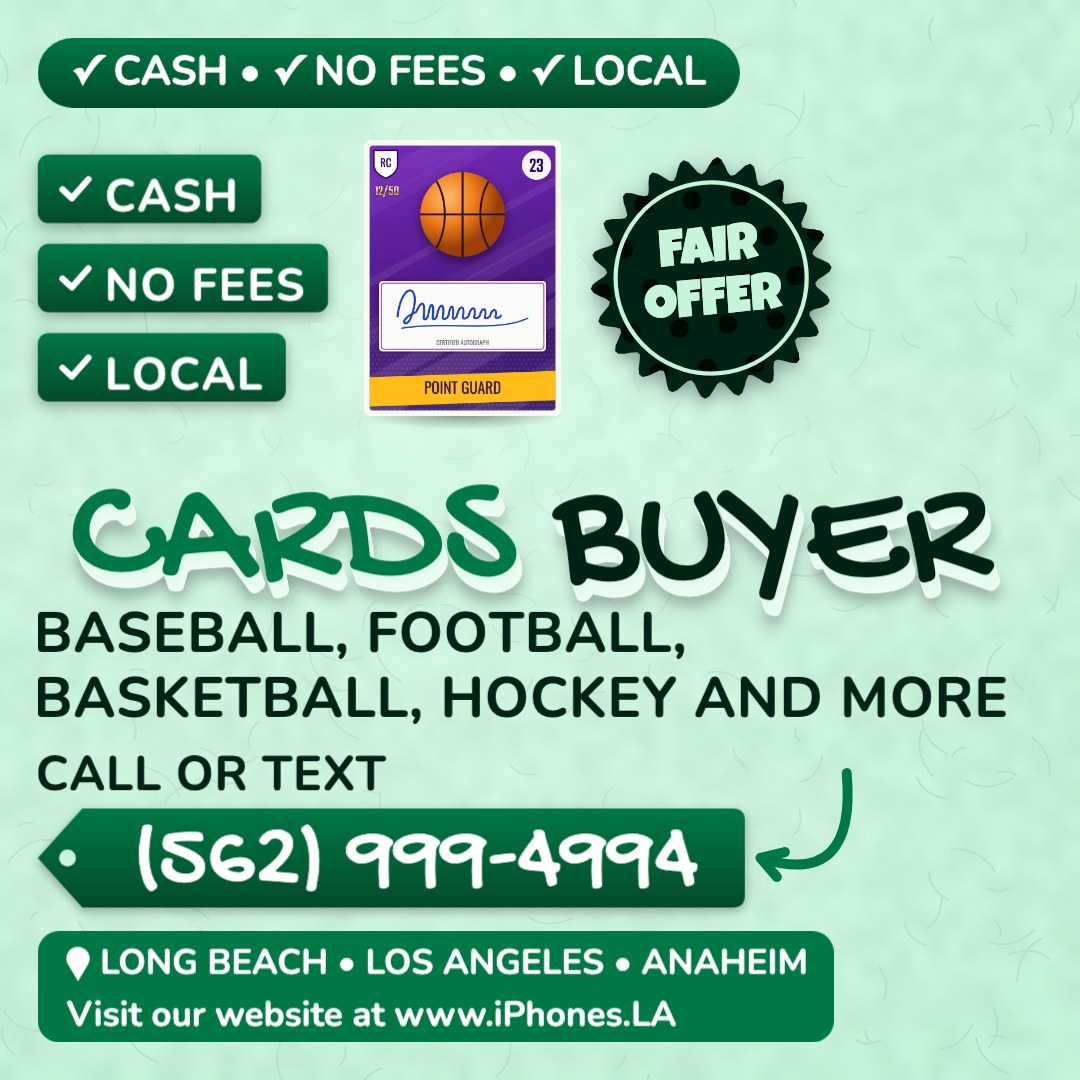 ✓ CASH • ✓ NO FEES • ✓ LOCAL
✓ CASH
✓ NO FEES
✓ LOCAL
RC
23
12/50
CERTIFIED AUTOGRAPH
POINT GUARD
FAIR
OFFER
CARDS BUYER
BASEBALL, FOOTBALL,
BASKETBALL, HOCKEY AND MORE
CALL OR TEXT
(562) 999-4994
LONG BEACH • LOS ANGELES • ANAHEIM
Visit our website at www.iPhones.LA